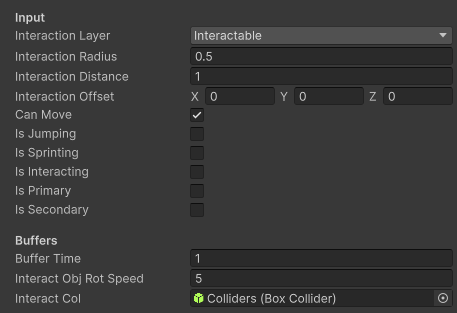 Input
Interaction Layer Interactable
Interaction Radius 0.5
Interaction Distance 1
Interaction Offset X 0 Y 0 Z 0
Can Move
Is Jumping
Is Sprinting
Is Interacting
Is Primary
Is Secondary
Buffers
Buffer Time 1
Interact Obj Rot Speed 5
Interact Col Colliders (Box Collider)